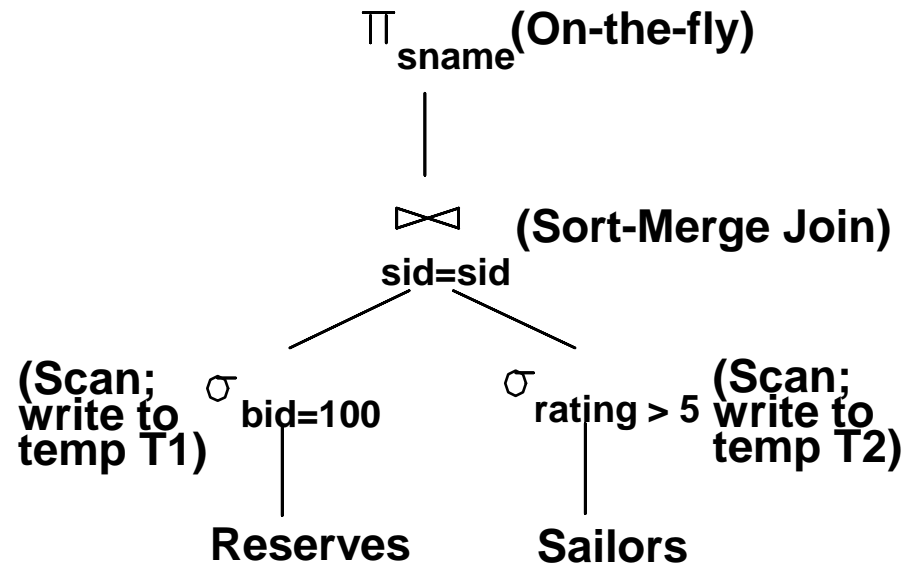 π sname (On-the-fly)
⋈ (Sort-Merge Join)
sid=sid
(Scan; write to temp T1)
σ bid=100
σ rating > 5
(Scan; write to temp T2)
Reserves
Sailors